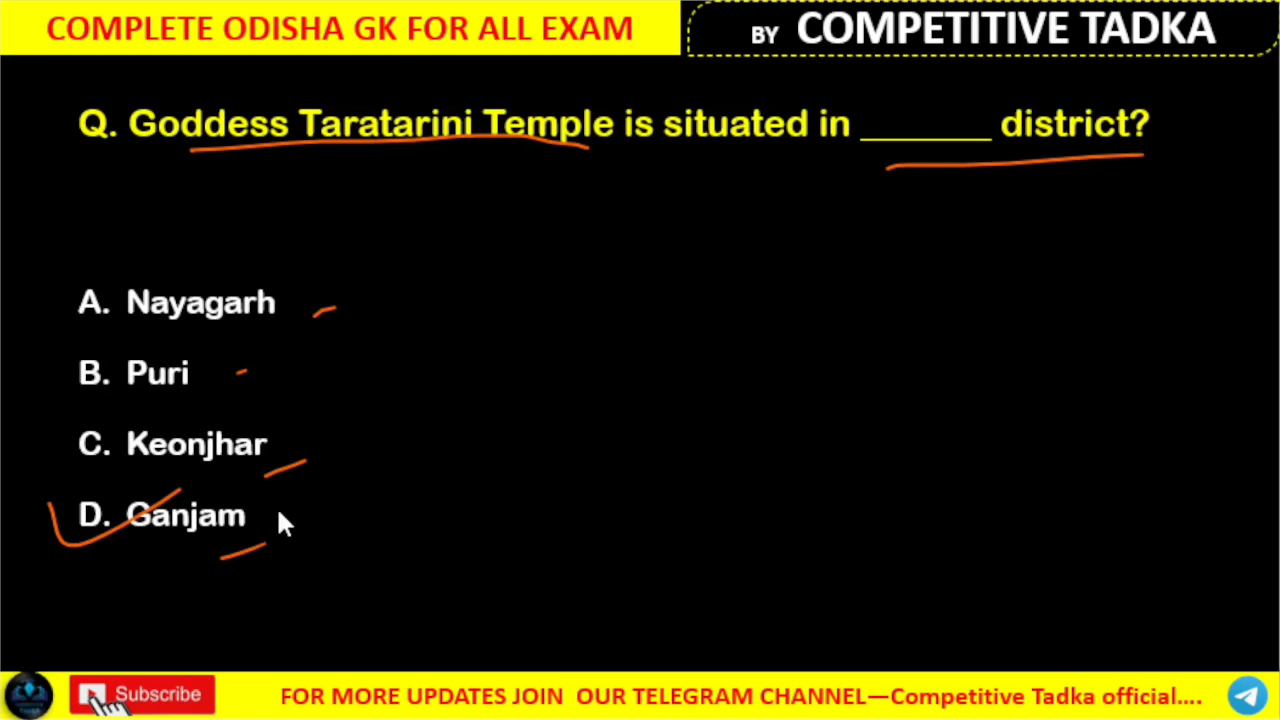 COMPLETE ODISHA GK FOR ALL EXAM
BY COMPETITIVE TADKA
Q. Goddess Taratarini Temple is situated in _______ district?
A. Nayagarh
B. Puri
C. Keonjhar
D. Ganjam
Subscribe
FOR MORE UPDATES JOIN OUR TELEGRAM CHANNEL—Competitive Tadka official....